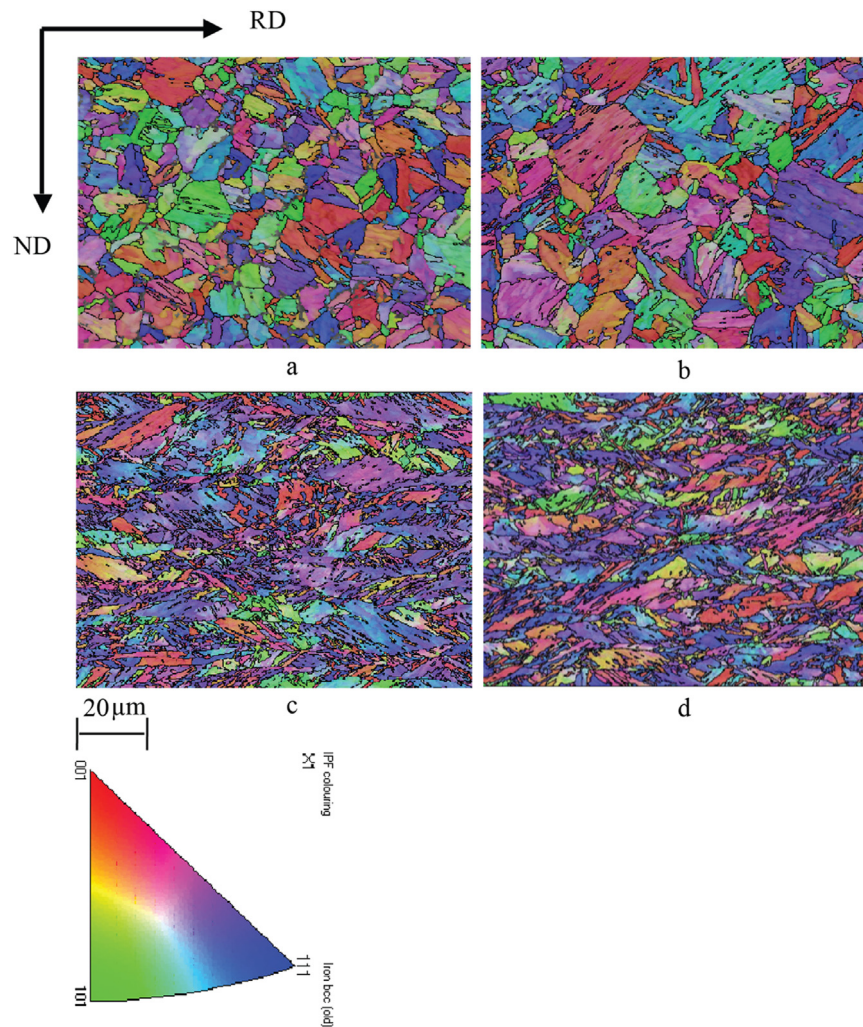 RD
ND
a
b
c
d
20μm
001
X1
IPF colouring
111
101
Iron bcc (old)